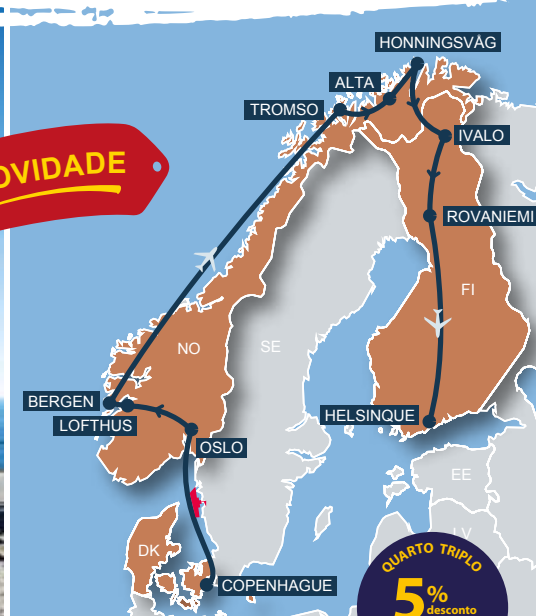 HONNINGSVÅG
ALTA
TROMSO
IVALO
OVIDADE
ROVANIEMI
FI
NO
SE
BERGEN
LOFTHUS
HELSINQUE
OSLO
EE
LV
DK
QUARTO TRIPLO
5%
desconto
COPENHAGUE